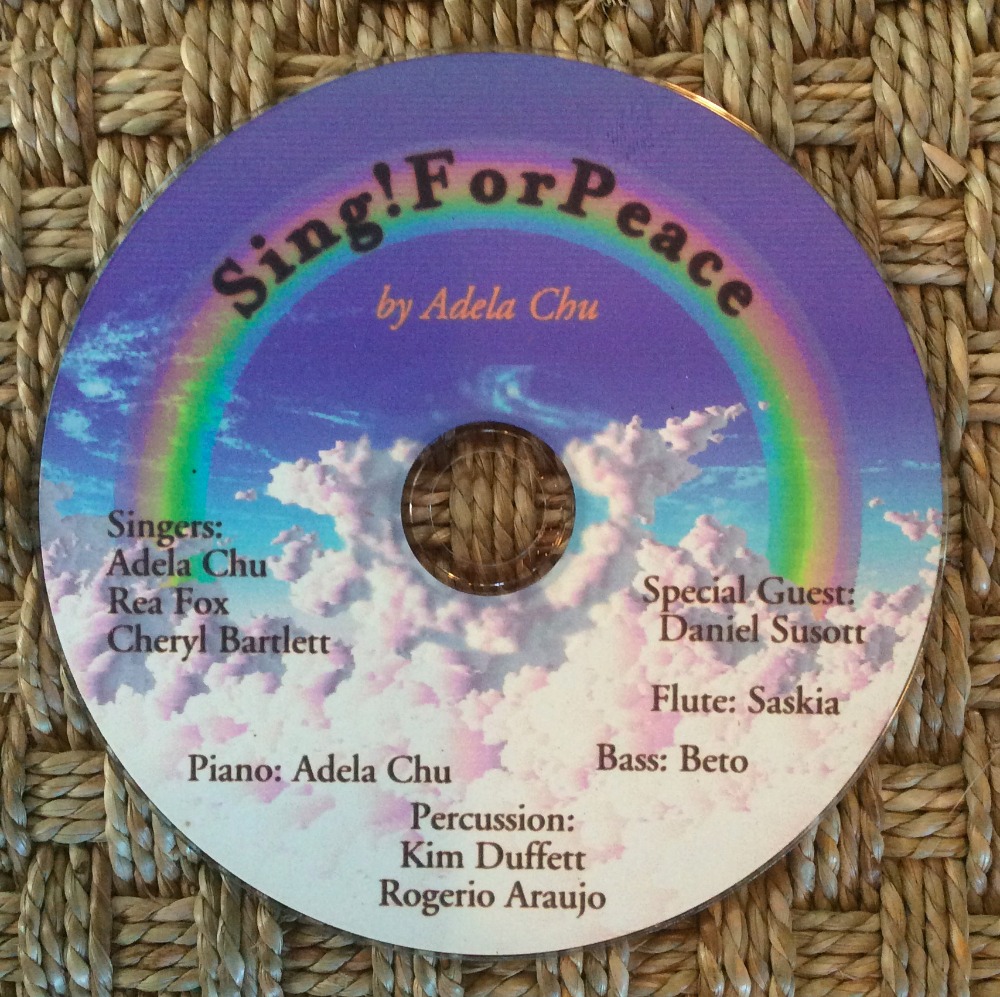 Sing!ForPeace
by Adela Chu
Singers:
Adela Chu
Rea Fox
Cheryl Bartlett
Special Guest:
Daniel Susott
Flute: Saskia
Bass: Beto
Piano: Adela Chu
Percussion:
Kim Duffett
Rogerio Araujo